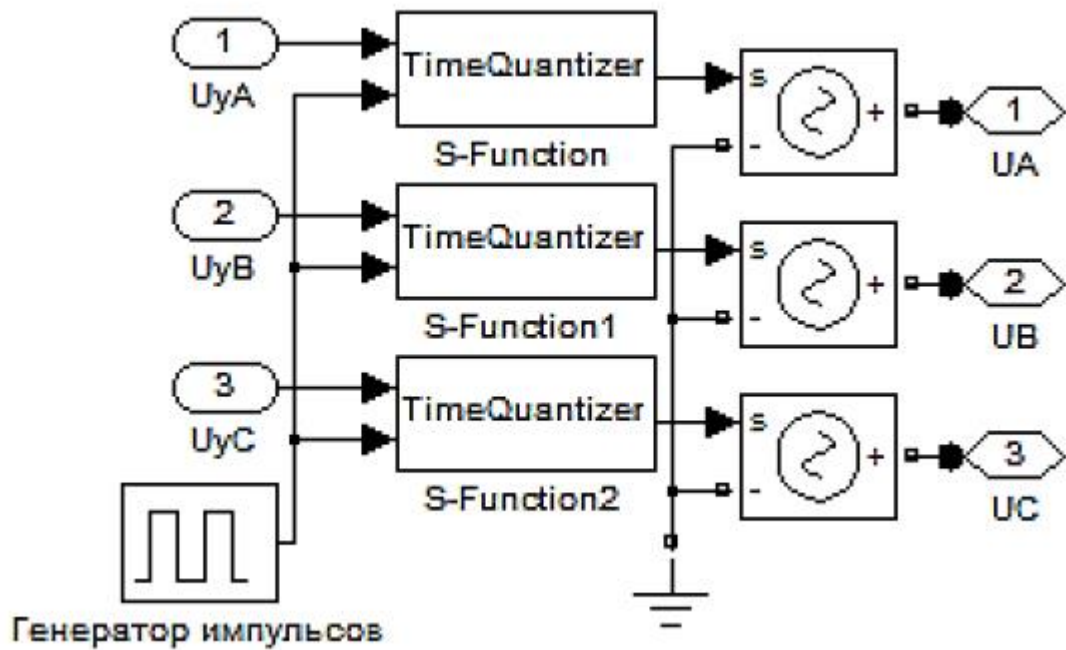 1
UyA
TimeQuantizer
S-Function
s
-
+
1
UA
2
UyB
TimeQuantizer
S-Function1
s
-
+
2
UB
3
UyC
TimeQuantizer
S-Function2
s
-
+
3
UC
Генератор импульсов